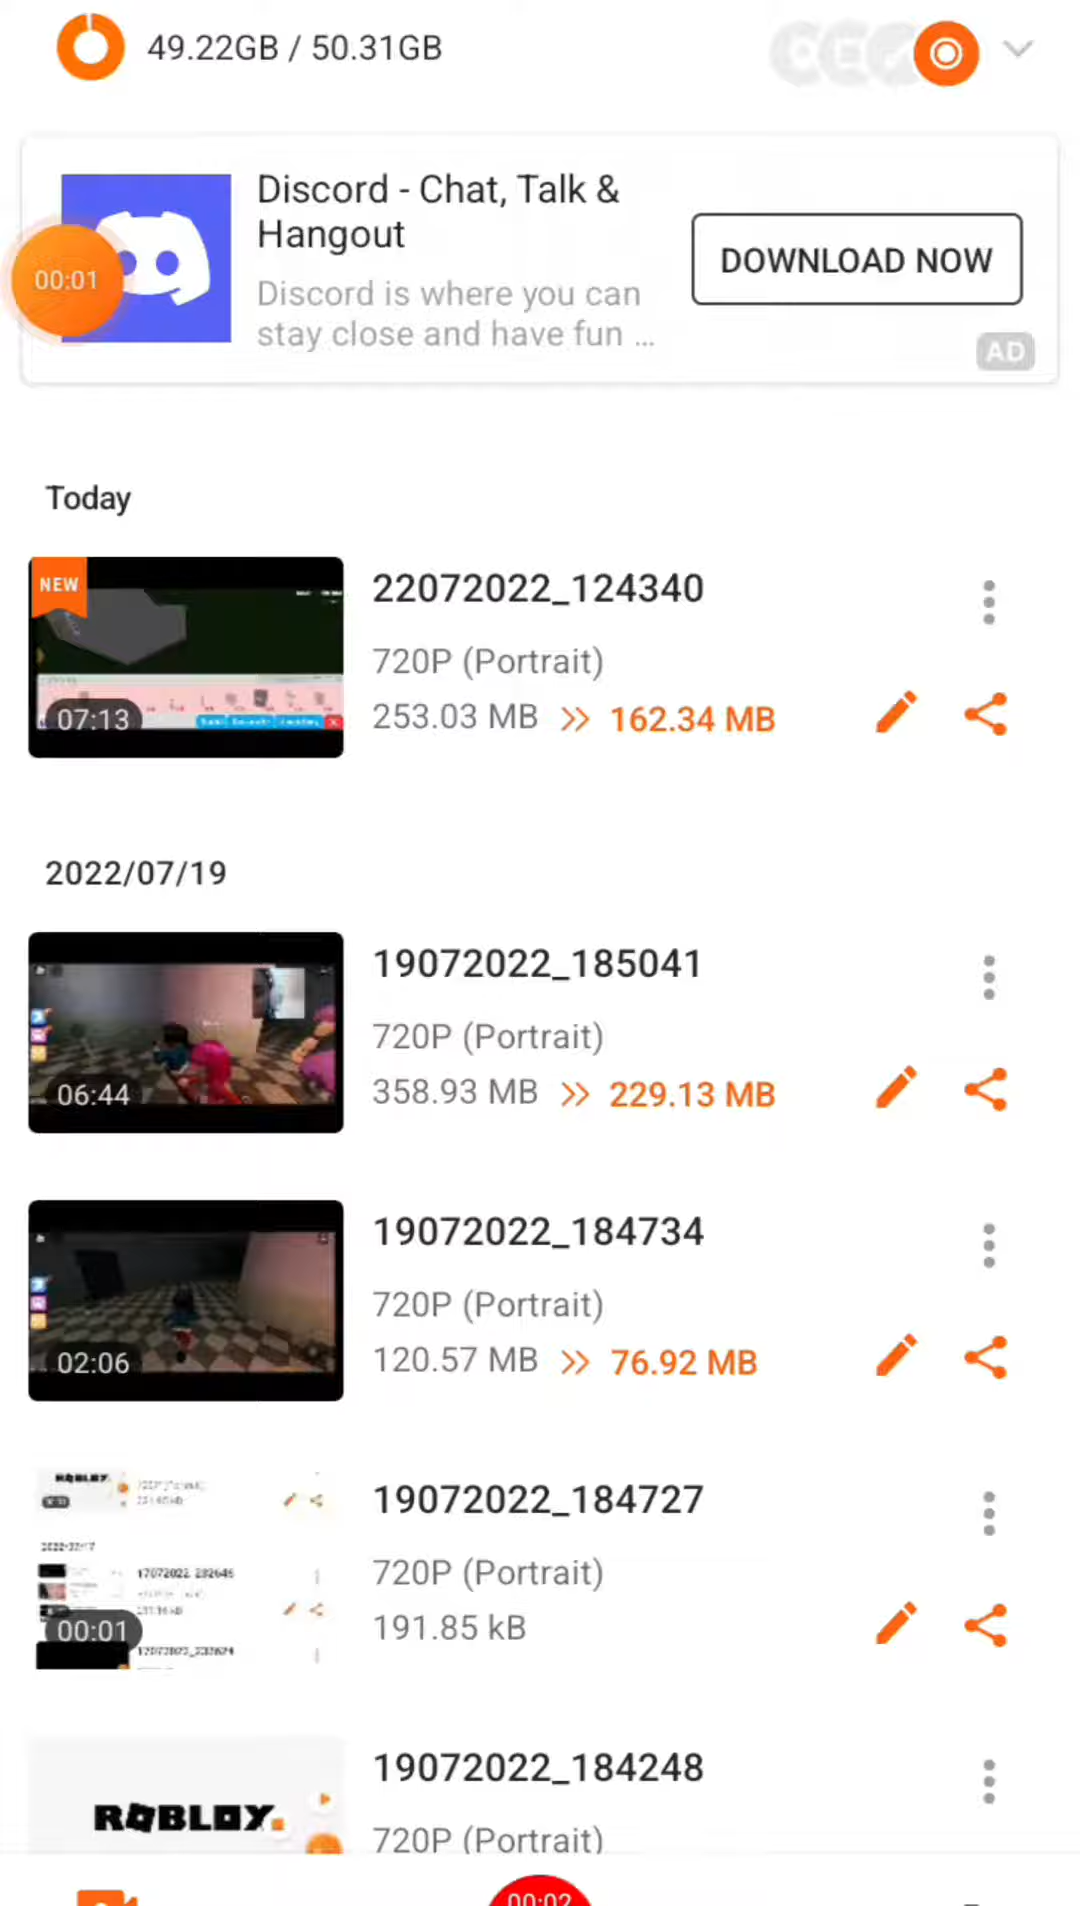 49.22GB / 50.31GB
Discord - Chat, Talk &
Hangout
Discord is where you can
stay close and have fun ...
DOWNLOAD NOW
AD
00:01
Today
NEW
07:13
22072022_124340
720P (Portrait)
253.03 MB >> 162.34 MB
2022/07/19
06:44
19072022_185041
720P (Portrait)
358.93 MB >> 229.13 MB
02:06
19072022_184734
720P (Portrait)
120.57 MB >> 76.92 MB
ROBLOX
00:01
19072022_184727
720P (Portrait)
191.85 kB
ROBLOX
19072022_184248
720P (Portrait)
00:02